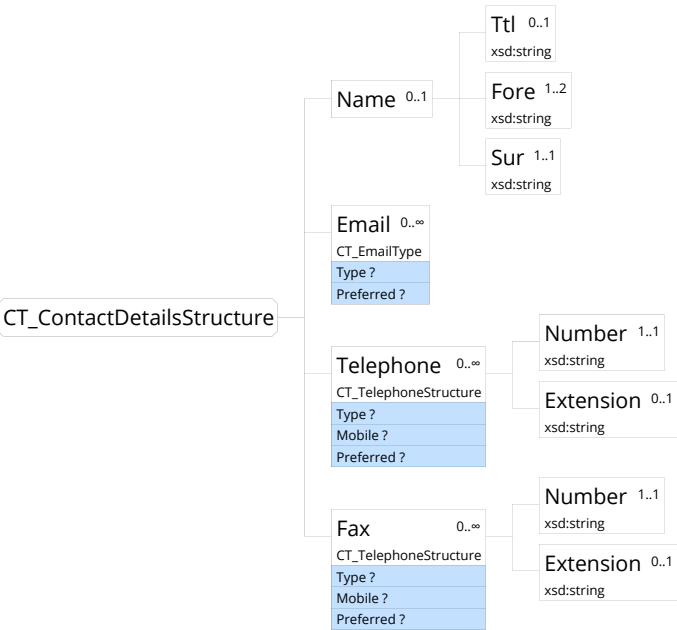 Ttl 0..1
xsd:string
Name 0..1
Fore 1..2
xsd:string
Sur 1..1
xsd:string
Email 0..∞
CT_EmailType
Type ?
Preferred ?
CT_ContactDetailsStructure
Telephone 0..∞
CT_TelephoneStructure
Type ?
Mobile ?
Preferred ?
Number 1..1
xsd:string
Extension 0..1
xsd:string
Fax 0..∞
CT_TelephoneStructure
Type ?
Mobile ?
Preferred ?
Number 1..1
xsd:string
Extension 0..1
xsd:string